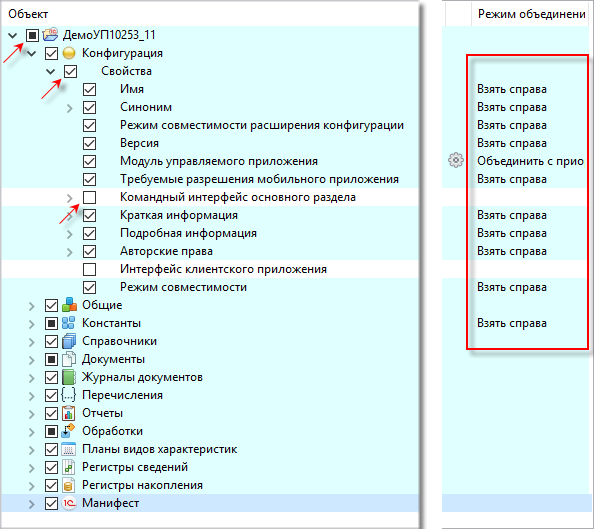 Объект Режим объединени
ДемоУП10253_11
Конфигурация
Свойства
Имя Взять справа
Синоним Взять справа
Режим совместимости расширения конфигурации Взять справа
Версия Взять справа
Модуль управляемого приложения Объединить с прио
Требуемые разрешения мобильного приложения Взять справа
Командный интерфейс основного раздела
Краткая информация Взять справа
Подробная информация Взять справа
Авторские права Взять справа
Интерфейс клиентского приложения
Режим совместимости Взять справа
Общие
Константы Взять справа
Справочники
Документы
Журналы документов
Перечисления
Отчеты
Обработки
Планы видов характеристик
Регистры сведений
Регистры накопления
Манифест